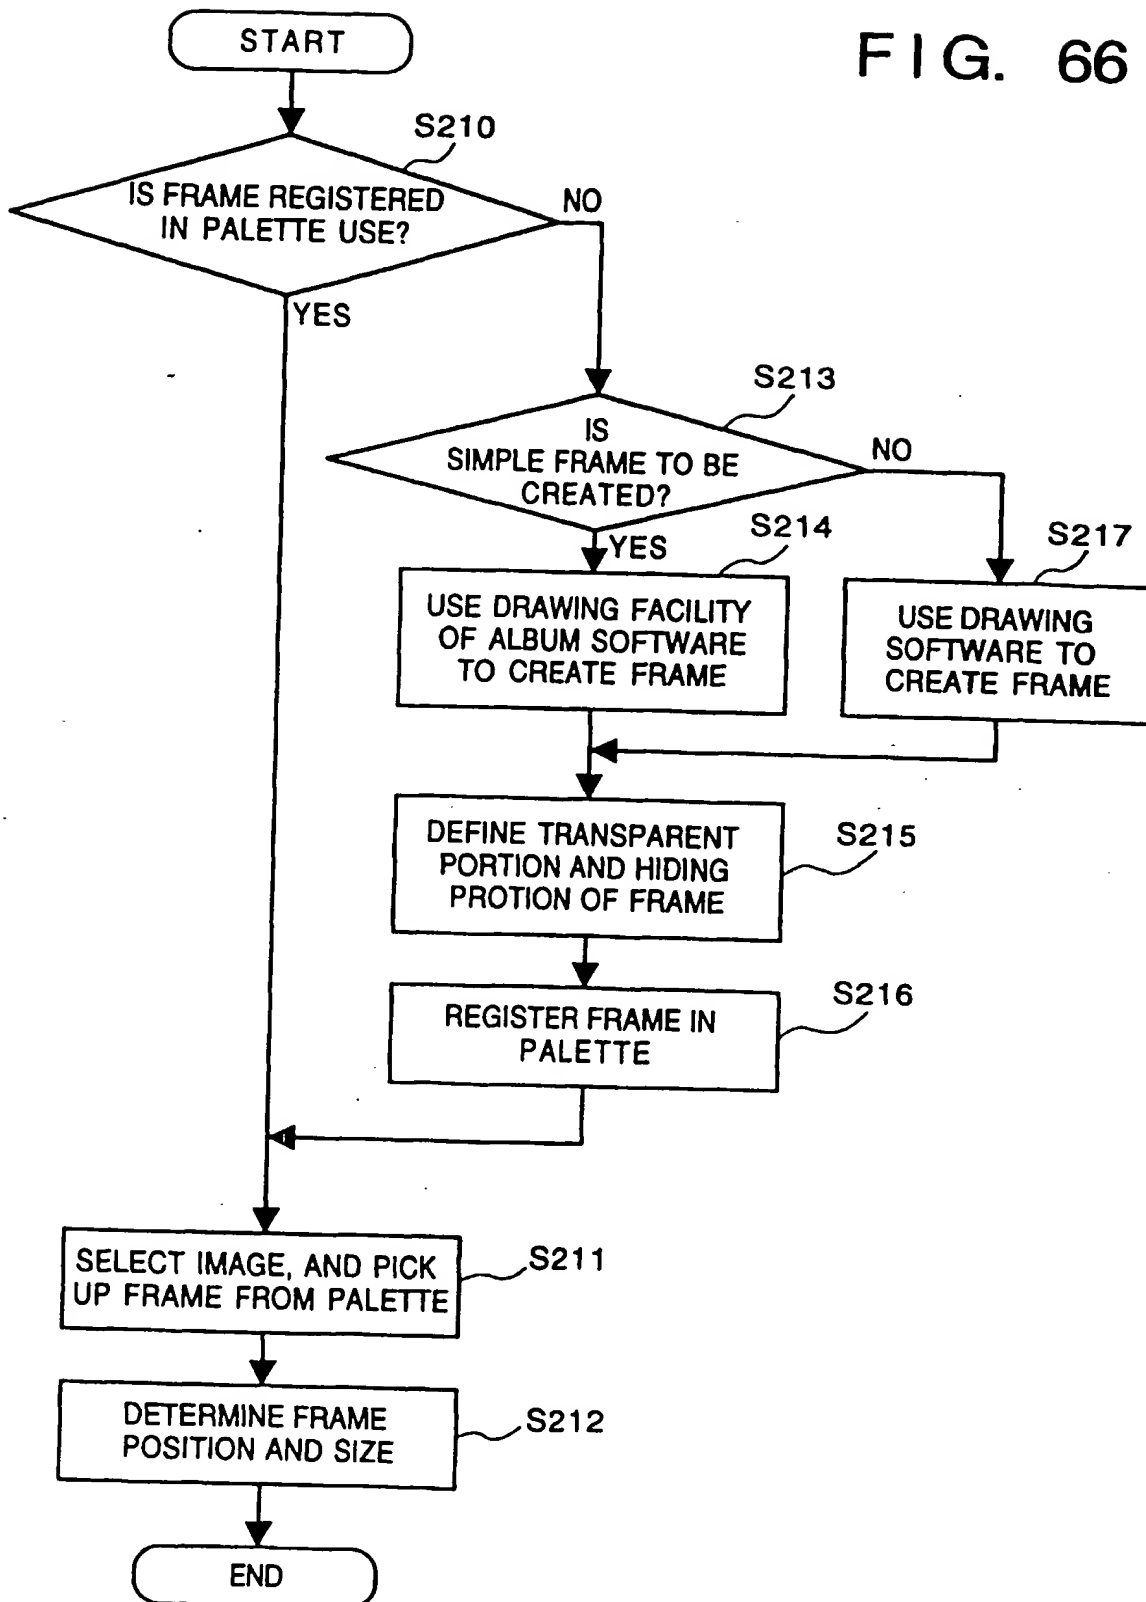 FIG. 66
START
S210
IS FRAME REGISTERED
IN PALETTE USE?
NO
YES
S213
IS
SIMPLE FRAME TO BE
CREATED?
NO
YES
S214
USE DRAWING FACILITY
OF ALBUM SOFTWARE
TO CREATE FRAME
S217
USE DRAWING
SOFTWARE TO
CREATE FRAME
DEFINE TRANSPARENT
PORTION AND HIDING
PROTION OF FRAME
S215
REGISTER FRAME IN
PALETTE
S216
SELECT IMAGE, AND PICK
UP FRAME FROM PALETTE
S211
DETERMINE FRAME
POSITION AND SIZE
S212
END